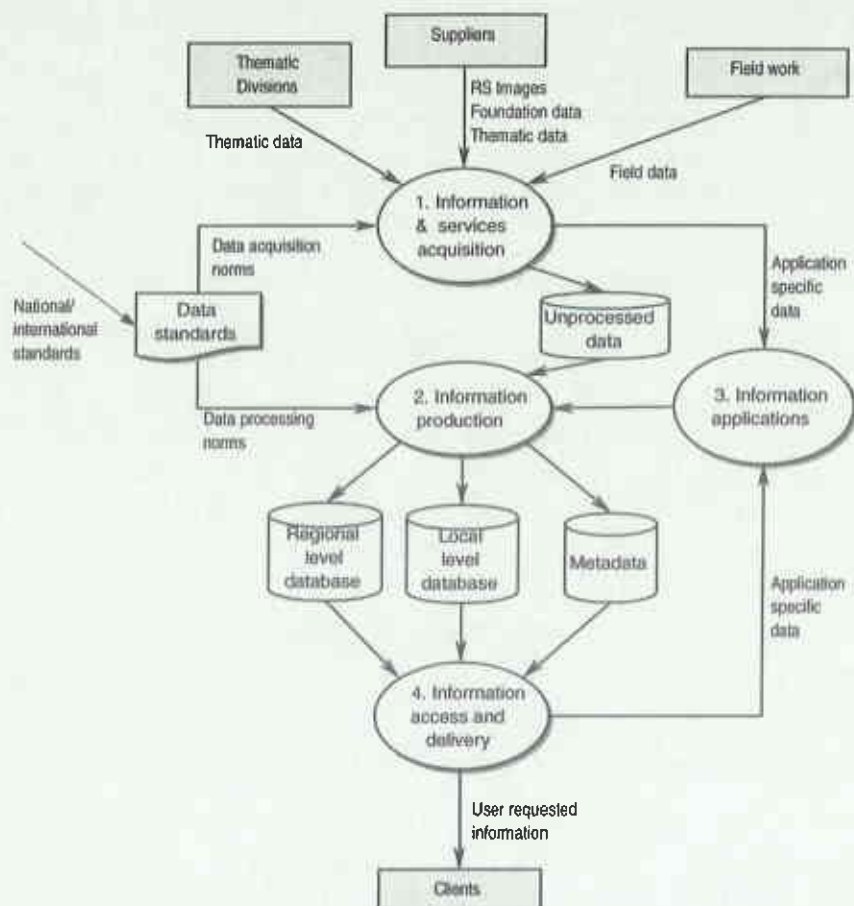 Suppliers
Thematic
Divisions
Field work
RS Images
Foundation data
Thematic data
Thematic data
Field data
1. Information
& services
acquisition
Data acquisition
norms
Application
specific
data
National/
international
standards
Data
standards
Unprocessed
data
2. Information
production
3. Information
applications
Data processing
norms
Regional
level
database
Local
level
database
Metadata
Application
specific
data
4. Information
access and
delivery
User requested
information
Clients